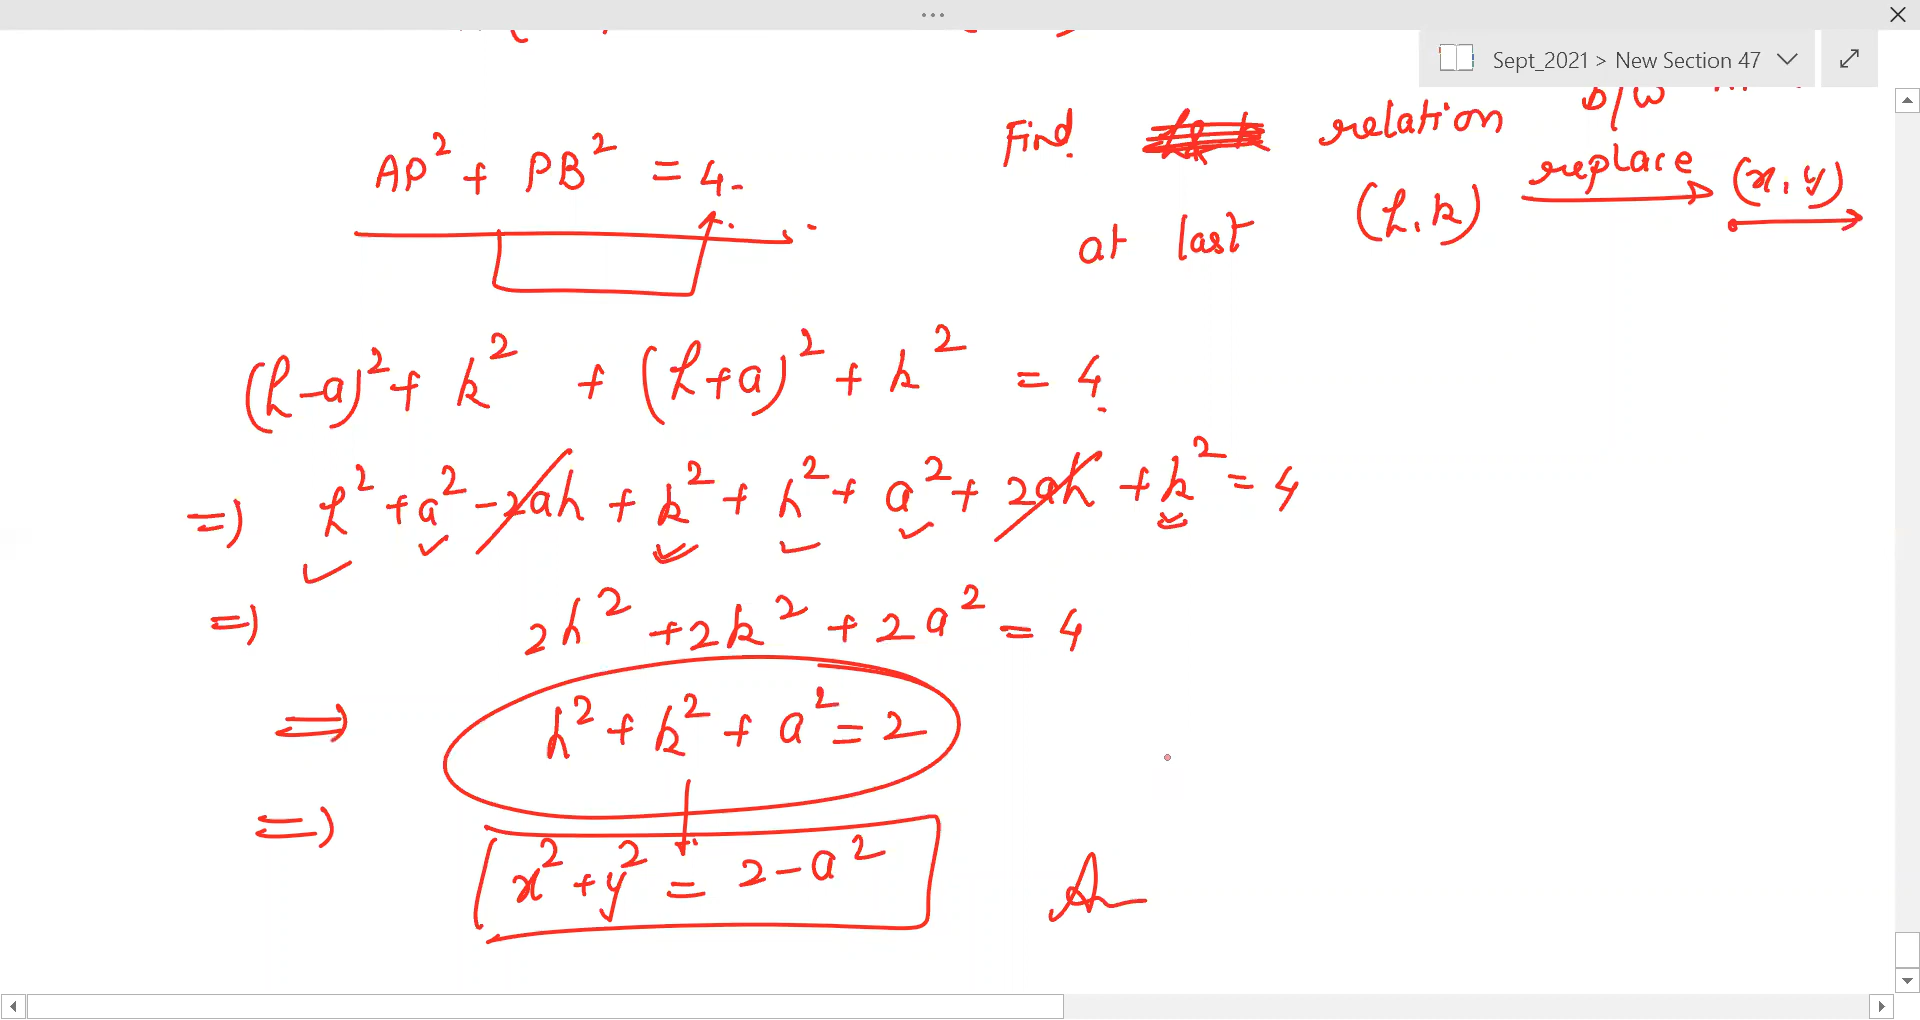 Sept_2021 > New Section 47
Find relation b/w
AP² + PB² = 4
replace
at last (h, k) (x, y)
(h-a)² + k² + (h+a)² + k² = 4
=> h² + a² - 2ah + k² + h² + a² + 2ah + k² = 4
=> 2h² + 2k² + 2a² = 4
=> h² + k² + a² = 2
=> x² + y² = 2 - a²